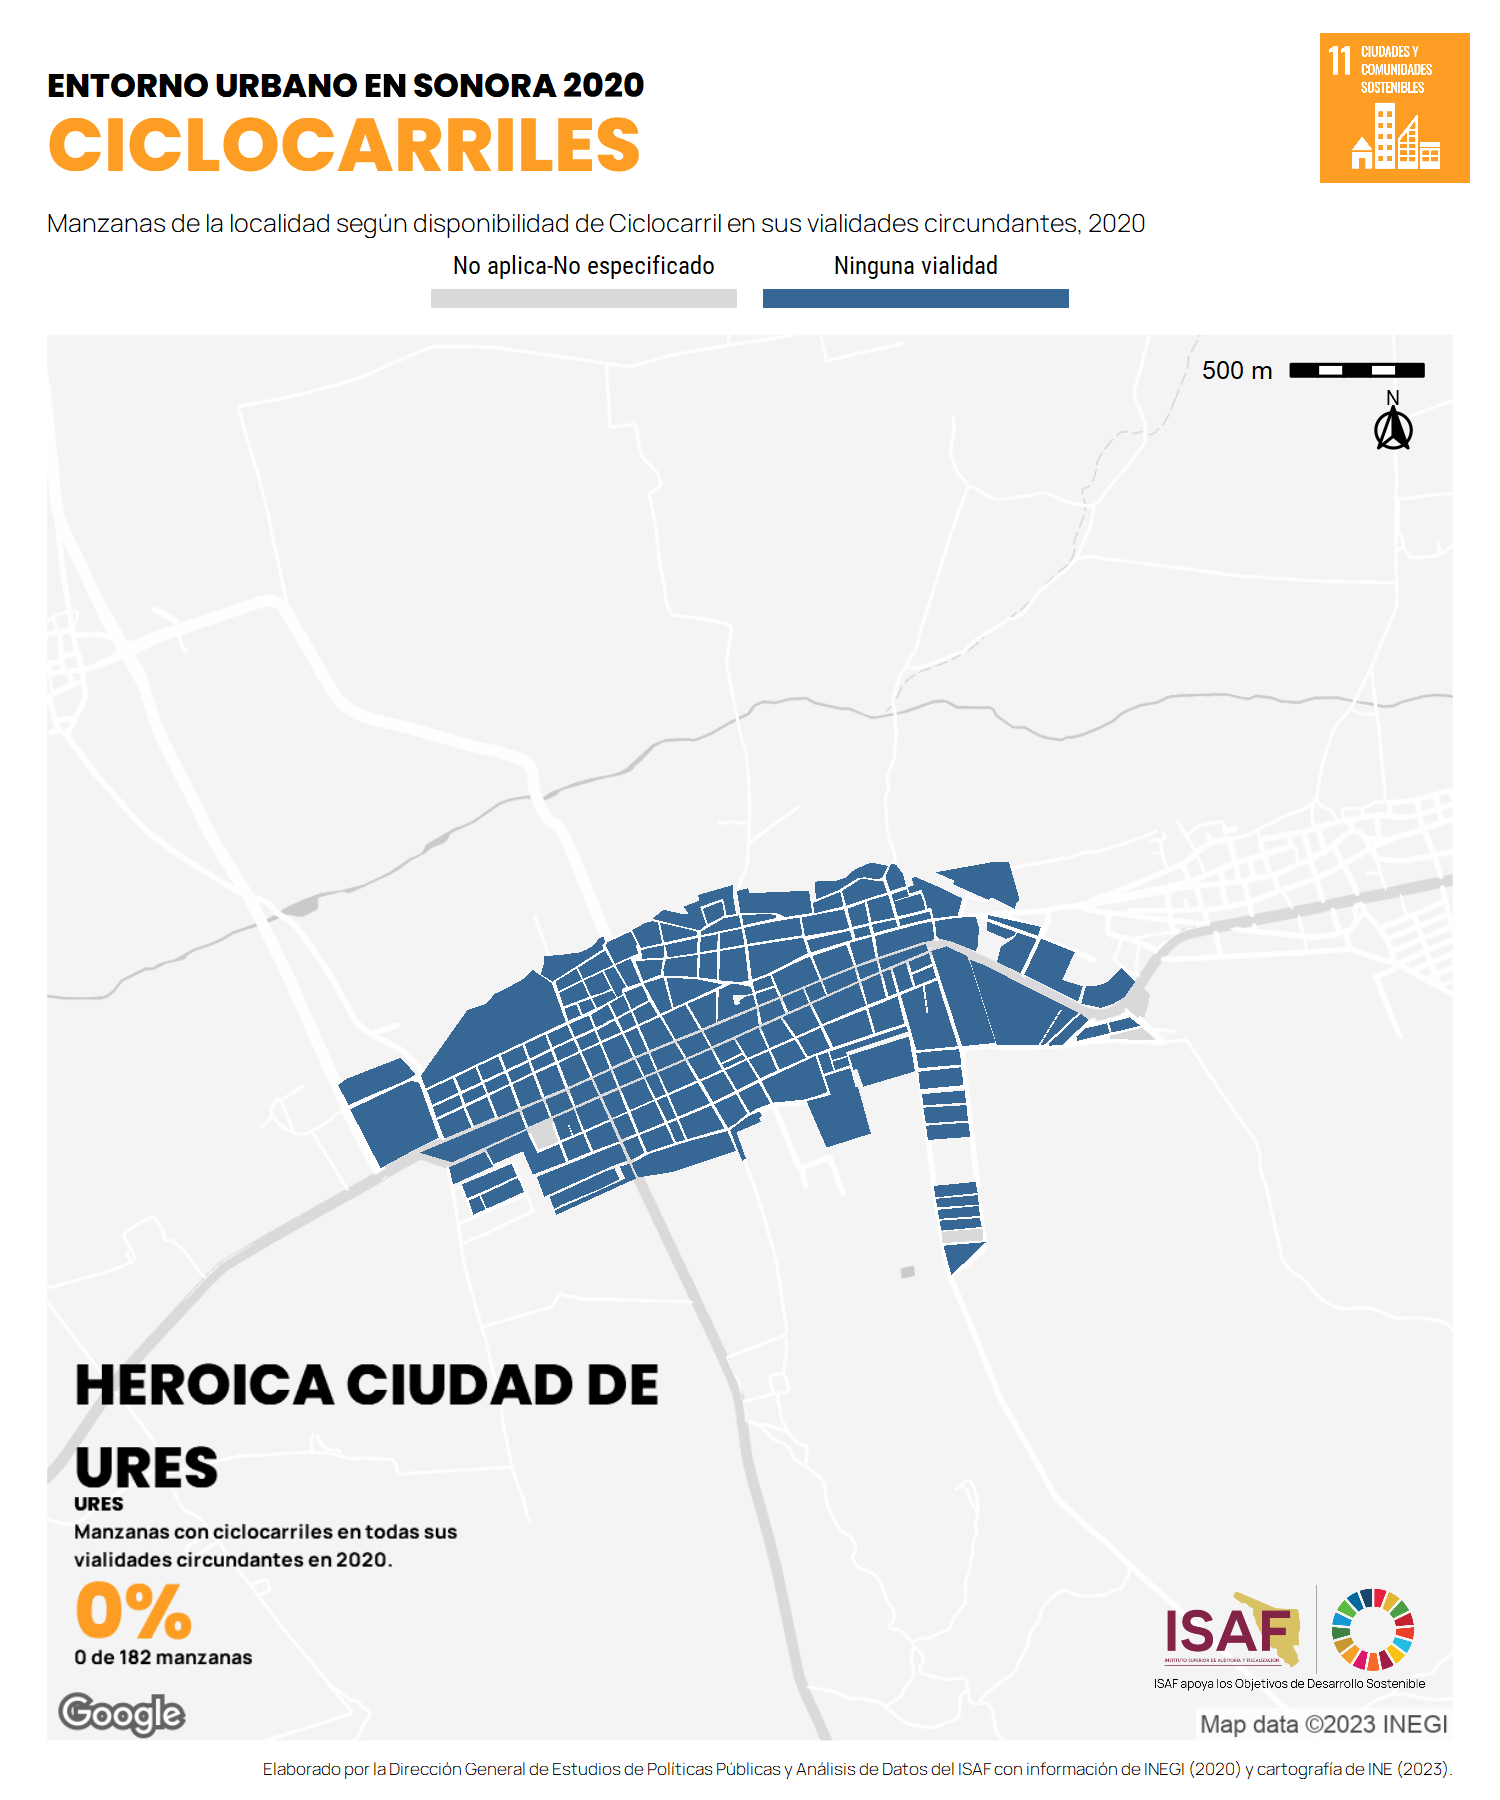 ENTORNO URBANO EN SONORA 2020
CICLOCARRILES
11 CIUDADES Y
COMUNIDADES
SOSTENIBLES
Manzanas de la localidad según disponibilidad de Ciclocarril en sus vialidades circundantes, 2020
No aplica-No especificado
Ninguna vialidad
500 m
N
HEROICA CIUDAD DE
URES
URES
Manzanas con ciclocarriles en todas sus
vialidades circundantes en 2020.
0%
0 de 182 manzanas
Google
ISAF
INSTITUTO SUPERIOR DE AUDITORÍA Y FISCALIZACIÓN
ISAF apoya los Objetivos de Desarrollo Sostenible
Map data ©2023 INEGI
Elaborado por la Dirección General de Estudios de Políticas Públicas y Análisis de Datos del ISAF con información de INEGI (2020) y cartografía de INE (2023).